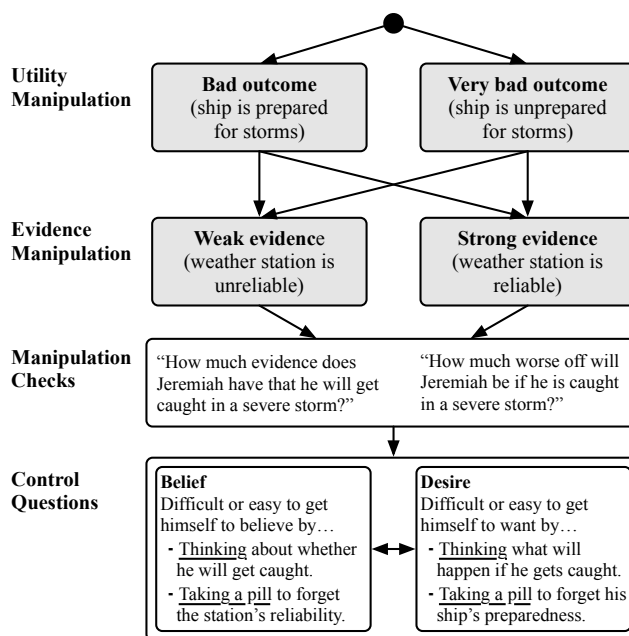 Utility
Manipulation
Bad outcome
(ship is prepared
for storms)
Very bad outcome
(ship is unprepared
for storms)
Evidence
Manipulation
Weak evidence
(weather station is
unreliable)
Strong evidence
(weather station is
reliable)
Manipulation
Checks
“How much evidence does
Jeremiah have that he will get
caught in a severe storm?”
“How much worse off will
Jeremiah be if he is caught
in a severe storm?”
Control
Questions
Belief
Difficult or easy to get
himself to believe by…
- Thinking about whether
he will get caught.
- Taking a pill to forget
the station’s reliability.
Desire
Difficult or easy to get
himself to want by…
- Thinking what will
happen if he gets caught.
- Taking a pill to forget his
ship’s preparedness.